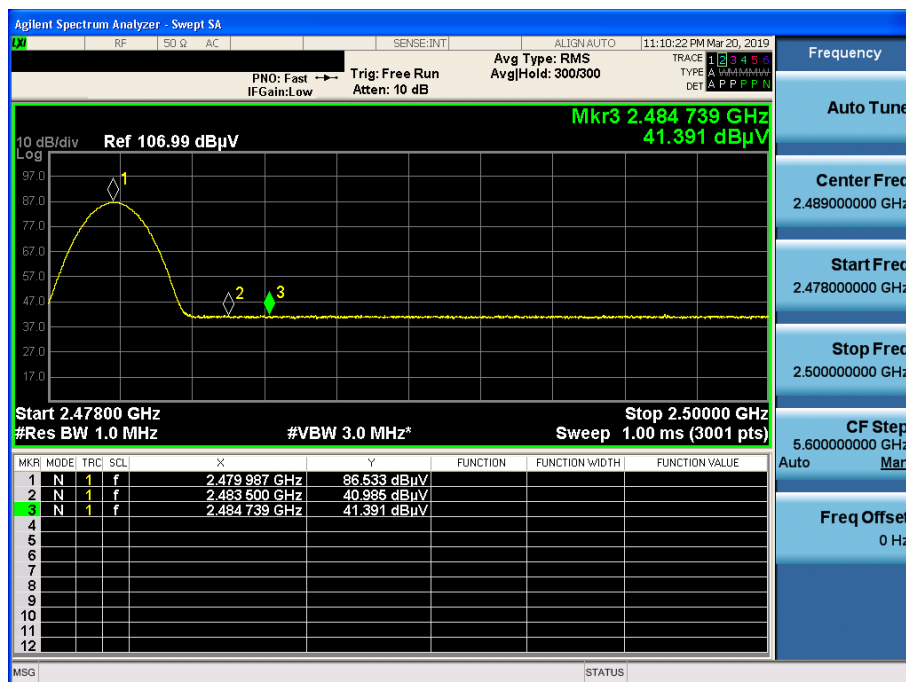 Agilent Spectrum Analyzer - Swept SA
LXI RF 50 Ω AC SENSE:INT ALIGN AUTO 11:10:22 PM Mar 20, 2019
PNO: Fast
IFGain:Low
Trig: Free Run
Atten: 10 dB
Avg Type: RMS
Avg|Hold: 300/300
TRACE 1 2 3 4 5 6
TYPE A WMMMMW
DET A P P P P N
Mkr3 2.484 739 GHz
41.391 dBµV
10 dB/div Ref 106.99 dBµV
Log
97.0
87.0
77.0
67.0
57.0
47.0
37.0
27.0
17.0
1
2
3
Start 2.47800 GHz Stop 2.50000 GHz
#Res BW 1.0 MHz #VBW 3.0 MHz* Sweep 1.00 ms (3001 pts)
MKR MODE TRC SCL X Y FUNCTION FUNCTION WIDTH FUNCTION VALUE
1 N 1 f 2.479 987 GHz 86.533 dBµV
2 N 1 f 2.483 500 GHz 40.985 dBµV
3 N 1 f 2.484 739 GHz 41.391 dBµV
4
5
6
7
8
9
10
11
12
MSG STATUS
Frequency
Auto Tune
Center Freq
2.489000000 GHz
Start Freq
2.478000000 GHz
Stop Freq
2.500000000 GHz
CF Step
5.600000000 GHz
Auto Man
Freq Offset
0 Hz